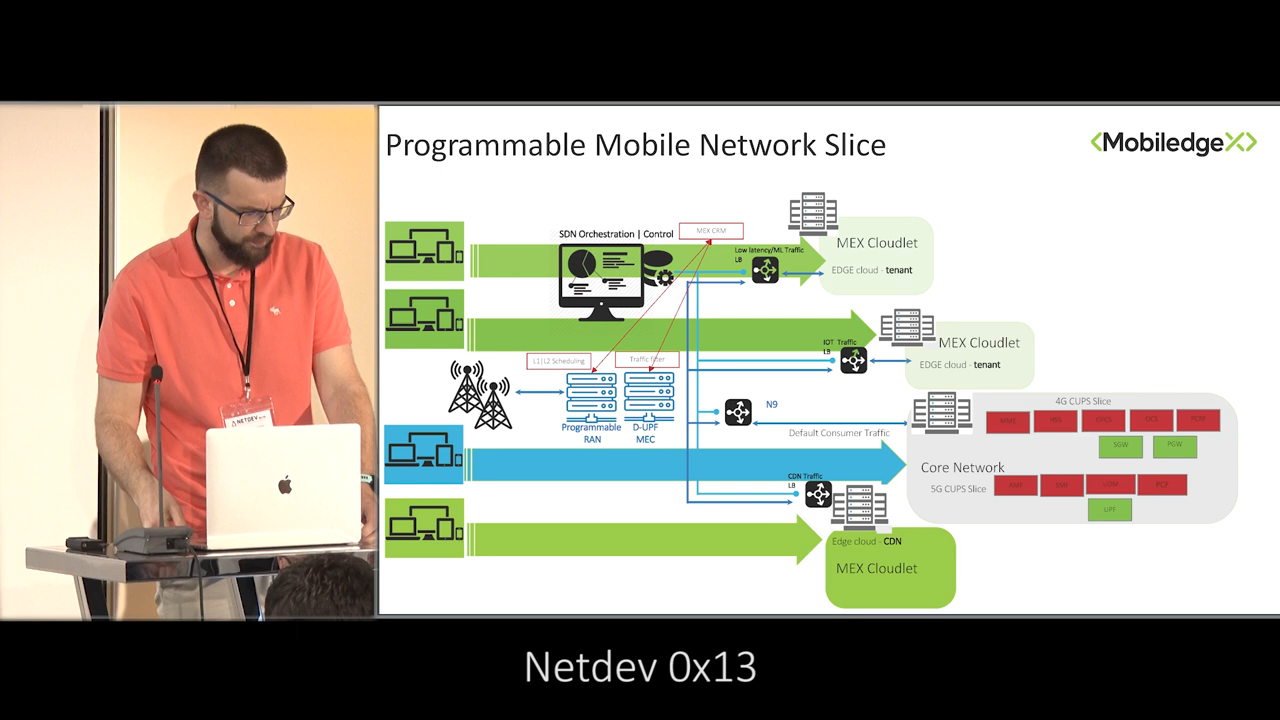 Programmable Mobile Network Slice
<MobiledgeX>
SDN Orchestration | Control
MEX CRM
Low latency/ML Traffic
LB
MEX Cloudlet
EDGE cloud - tenant
IOT Traffic
LB
MEX Cloudlet
EDGE cloud - tenant
L1|L2 Scheduling
Traffic filter
Programmable
RAN
D-UPF
MEC
N9
Default Consumer Traffic
4G CUPS Slice
MME
HSS
OCS
SGW
PGW
Core Network
5G CUPS Slice
AMF
SMF
UDM
PCF
UPF
CDN Traffic
LB
Edge cloud - CDN
MEX Cloudlet
NETDEV
Netdev 0x13